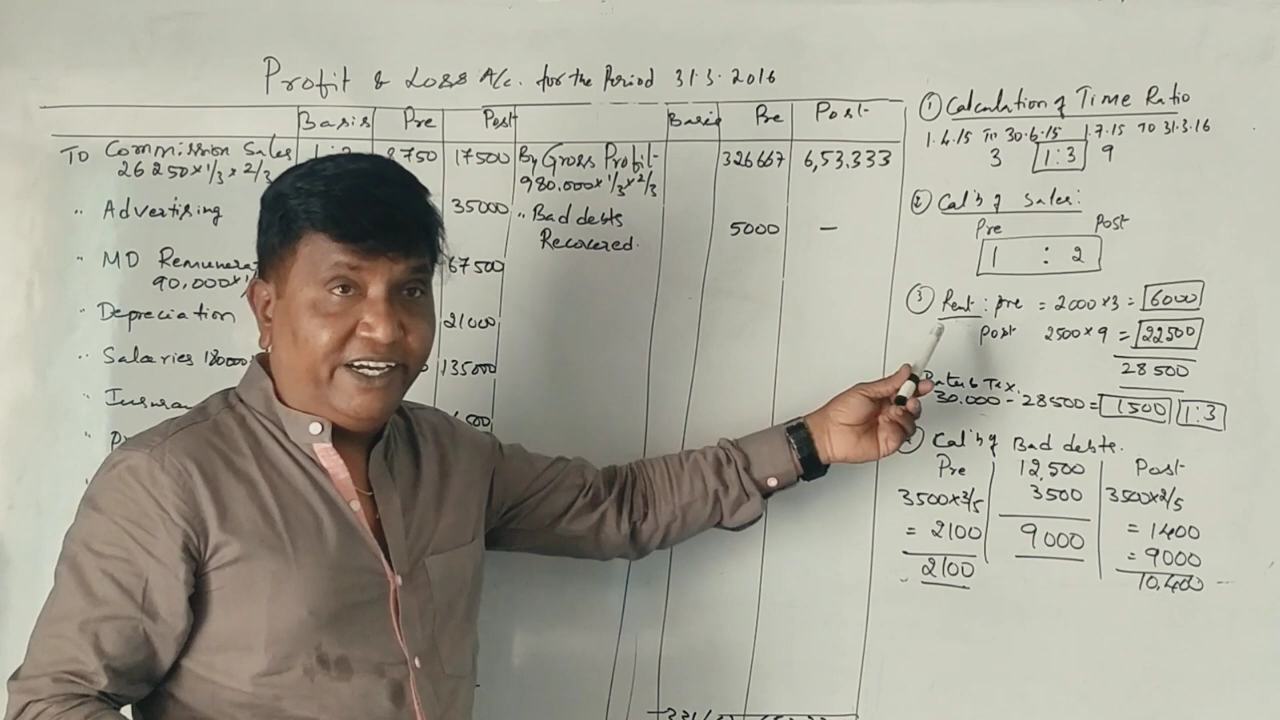 Profit & Loss A/c. for the Period 31.3.2016
Basis Pre Post Basis Pre Post
To Commission Sales 8750 17500 By Gross Profit 326667 6,53,333
26250×1/3×2/3 980.000×1/3×2/3
" Advertising 35000 " Bad debts 5000 –
Recovered.
" MD 67500
90,000×
" Depreciation 21000
" Salaries 180000 135000
"
"
① Calculation of Time Ratio
1.4.15 To 30.6.15 1.7.15 TO 31.3.16
3 1:3 9
② Cal'n of Sales:
Pre Post
1 : 2
③ Rent: pre = 2000×3 = 6000
post 2500×9 = 22500
28500
Tax.
30.000 - 28500 = 1500 1:3
Cal'n of Bad debts.
Pre 12,500 Post
3500×3/5 3500 3500×2/5
= 2100 9000 = 1400
2100 = 9000
10,400